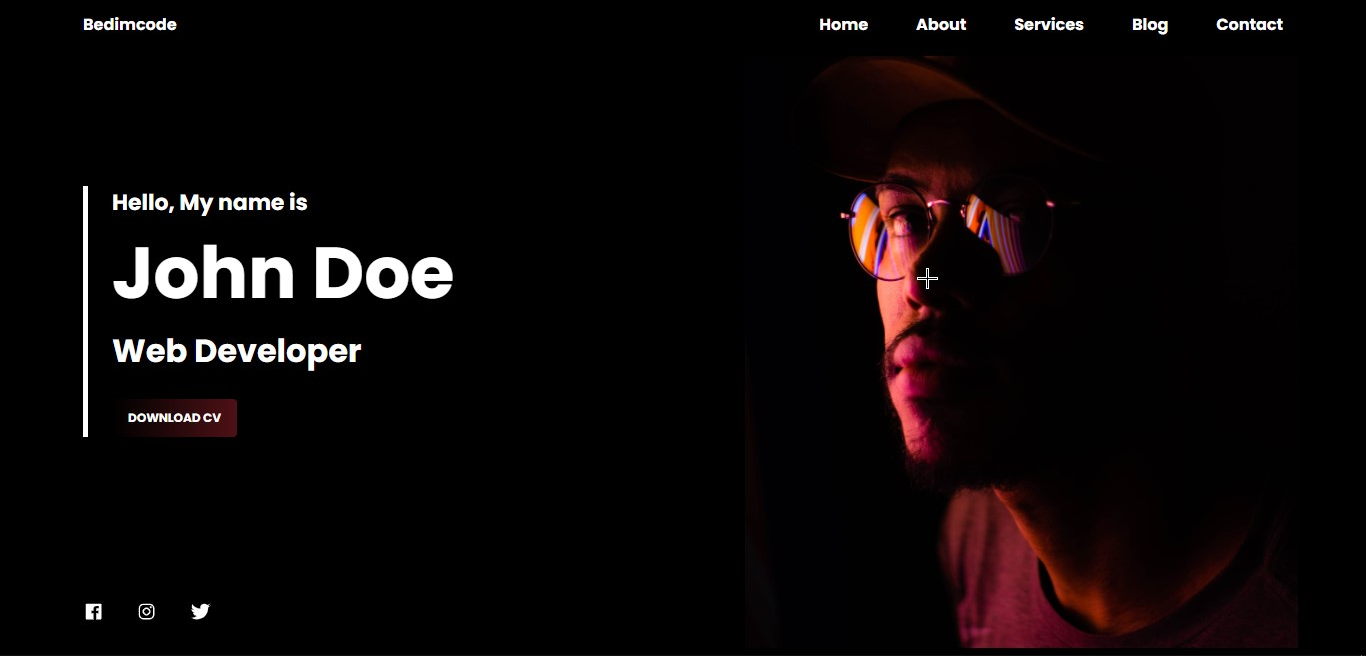 Bedimcode
Home About Services Blog Contact
Hello, My name is
John Doe
Web Developer
DOWNLOAD CV